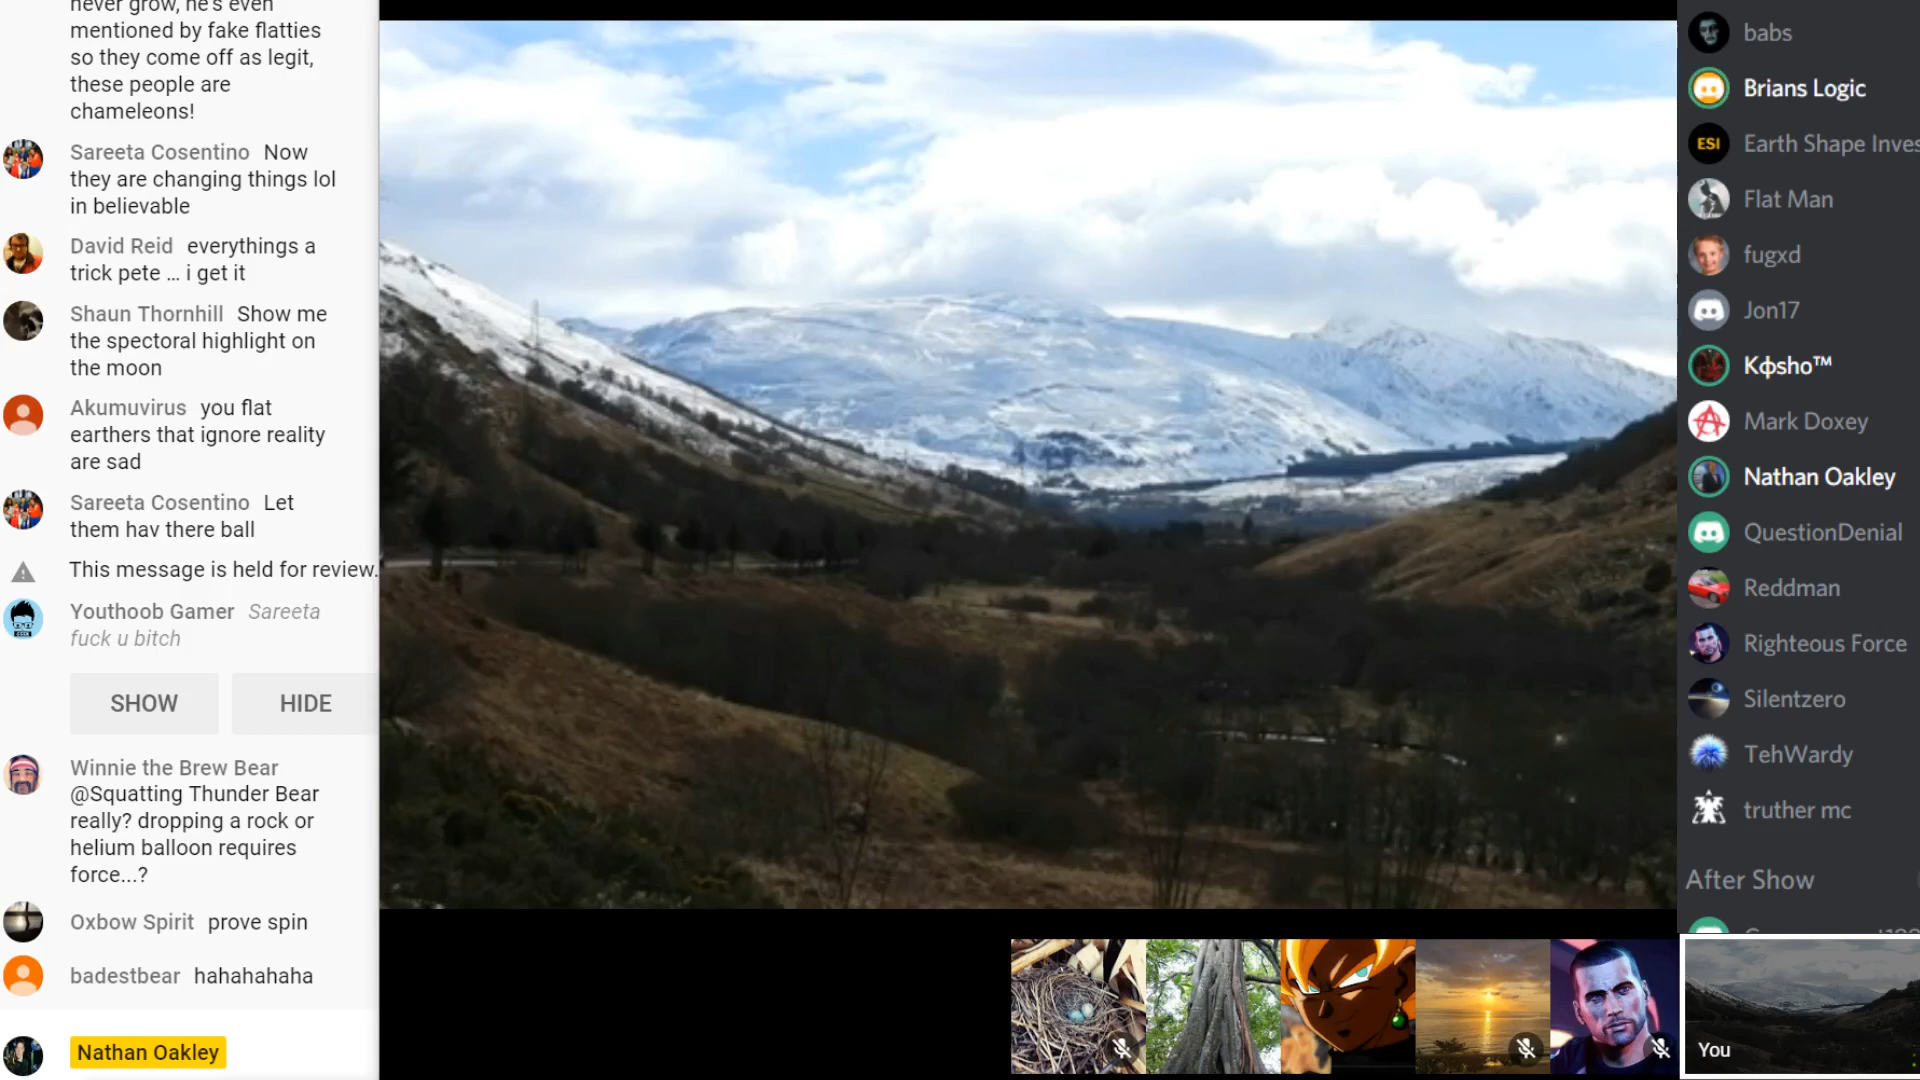 never grow, he's even
mentioned by fake flatties
so they come off as legit,
these people are
chameleons!
Sareeta Cosentino Now
they are changing things lol
in believable
David Reid everythings a
trick pete ... i get it
Shaun Thornhill Show me
the spectoral highlight on
the moon
Akumuvirus you flat
earthers that ignore reality
are sad
Sareeta Cosentino Let
them hav there ball
This message is held for review.
Youthoob Gamer Sareeta
fuck u bitch
SHOW HIDE
Winnie the Brew Bear
@Squatting Thunder Bear
really? dropping a rock or
helium balloon requires
force...?
Oxbow Spirit prove spin
badestbear hahahahaha
Nathan Oakley
babs
Brians Logic
ESI
Earth Shape Inves
Flat Man
fugxd
Jon17
Kфsho™
Mark Doxey
Nathan Oakley
QuestionDenial
Reddman
Righteous Force
Silentzero
TehWardy
truther mc
After Show
You